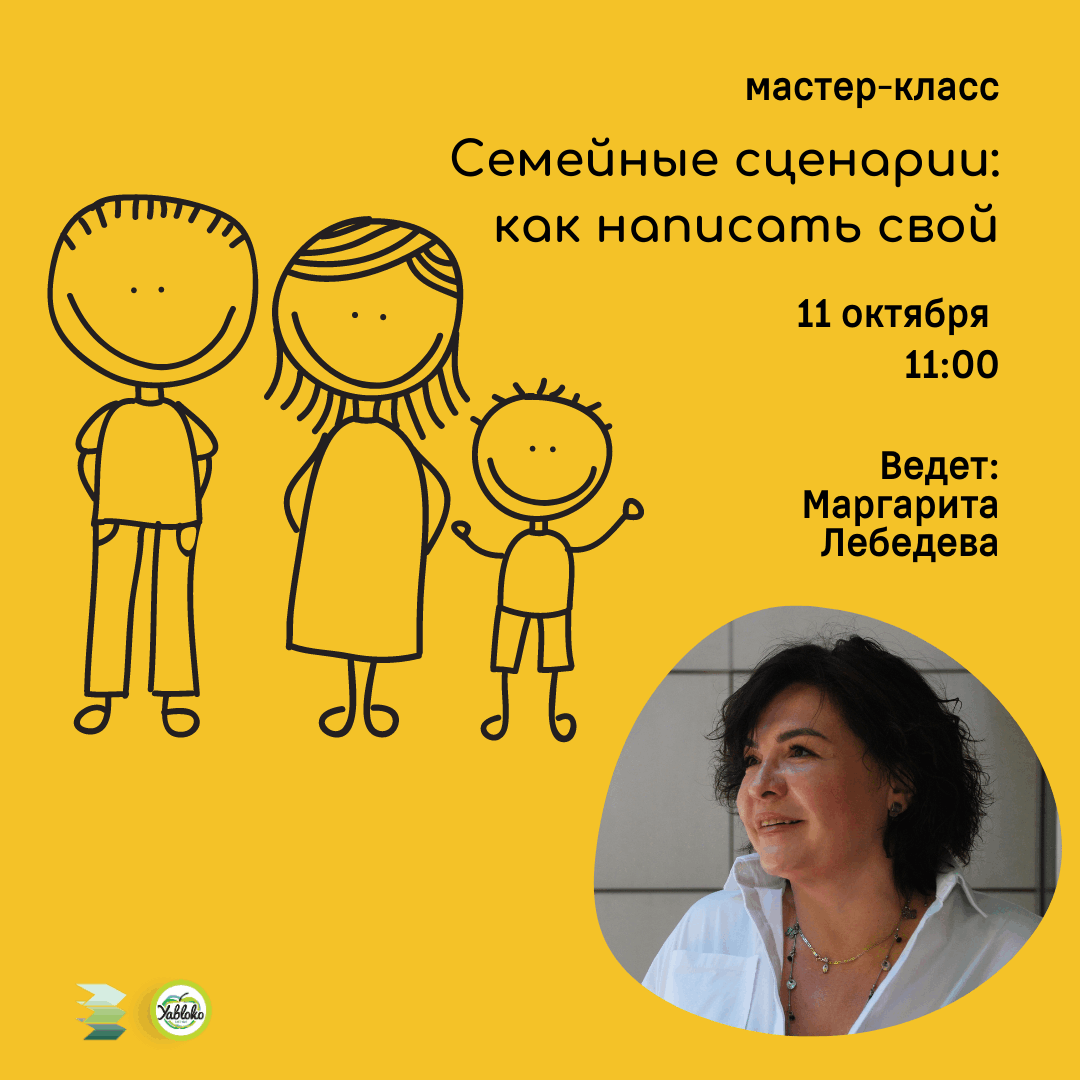 мастер-класс
Семейные сценарии:
как написать свой
11 октября
11:00
Ведет:
Маргарита
Лебедева
Yabloko